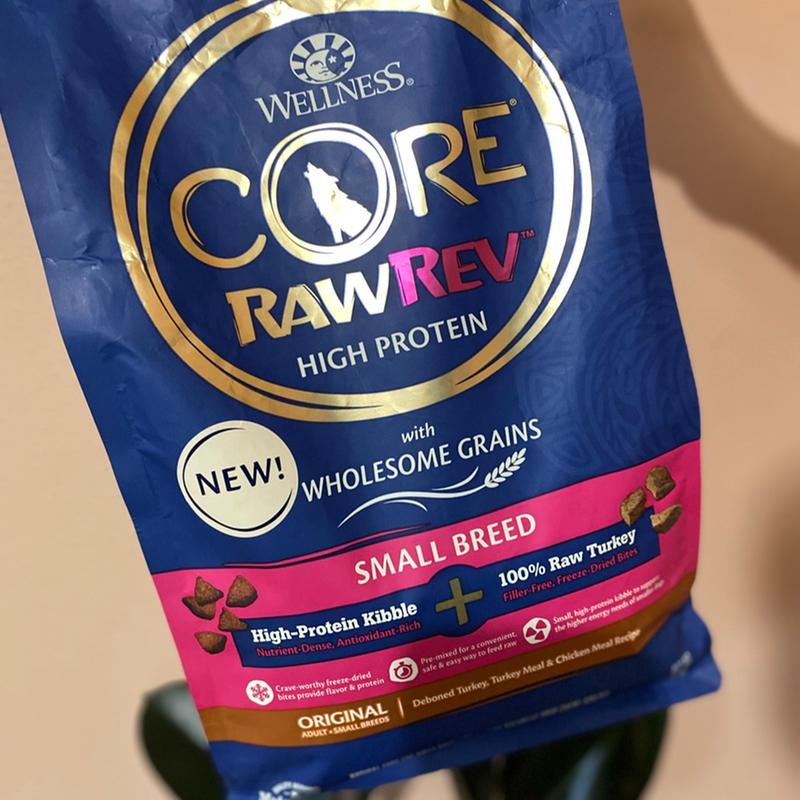 WELLNESS®
CORE®
RAWREV™
HIGH PROTEIN
NEW!
with
WHOLESOME GRAINS
SMALL BREED
High-Protein Kibble
Nutrient-Dense, Antioxidant-Rich
+
100% Raw Turkey
Filler-Free, Freeze-Dried Bites
Crave-worthy freeze-dried
bites provide flavor & protein
Pre-mixed for a convenient,
safe & easy way to feed raw
Small, high-protein kibble to support
the higher energy needs of smaller dogs
ORIGINAL
ADULT • SMALL BREEDS
Deboned Turkey, Turkey Meal & Chicken Meal Recipe